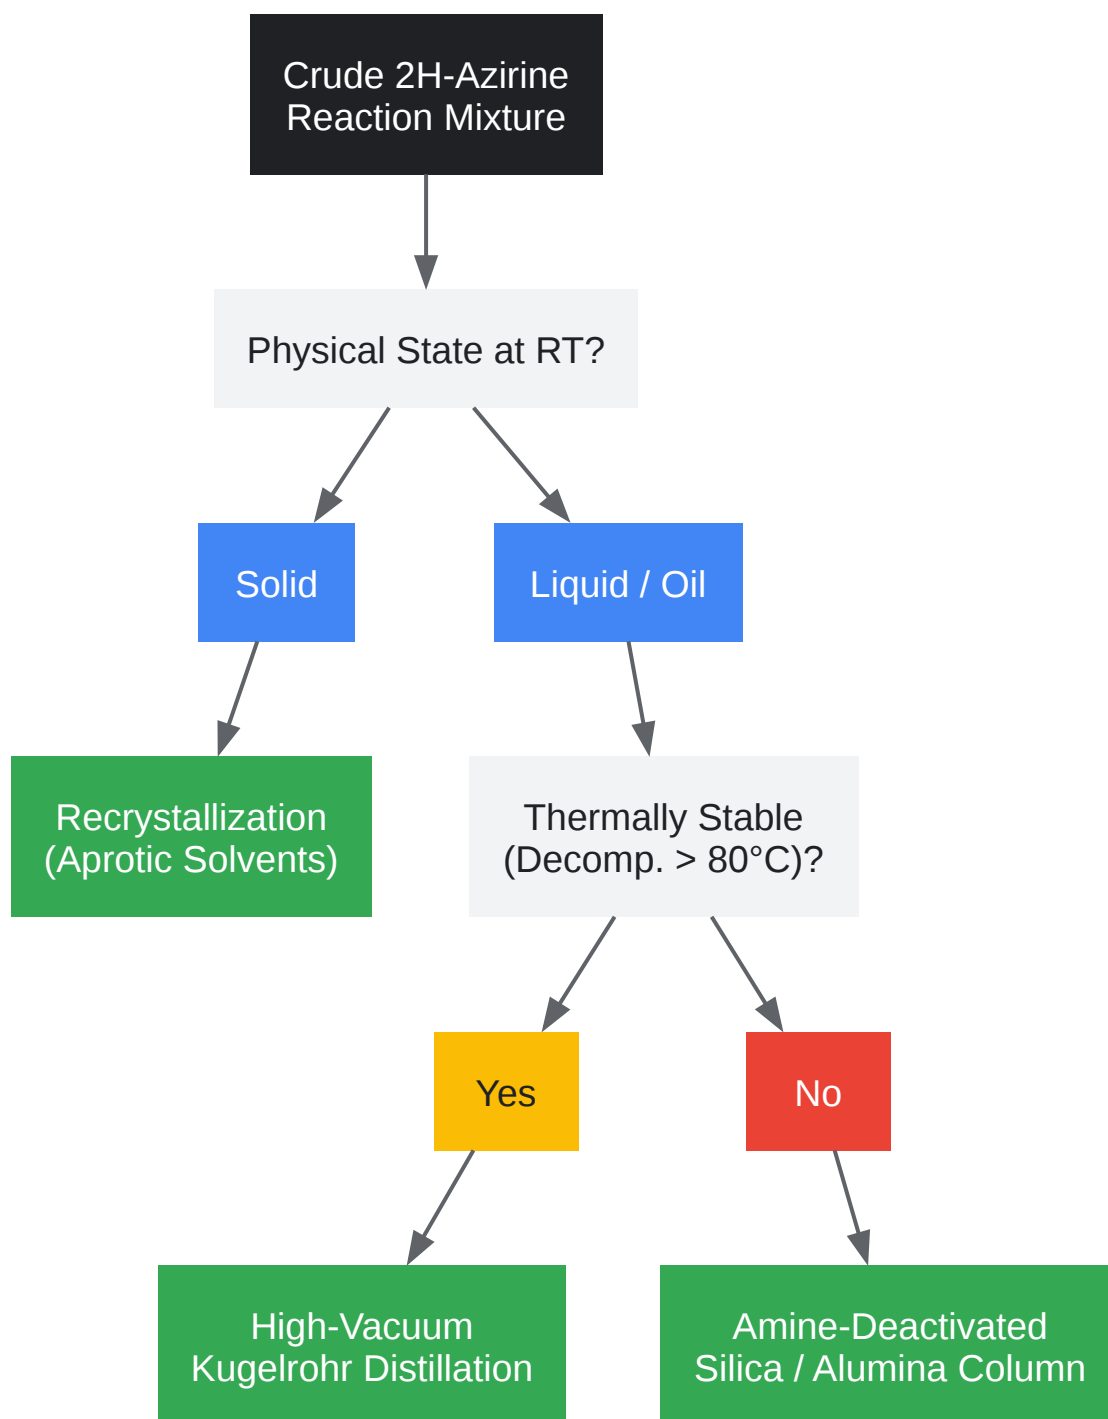 Crude 2H-Azirine
Reaction Mixture
Physical State at RT?
Solid
Liquid / Oil
Recrystallization
(Aprotic Solvents)
Thermally Stable
(Decomp. > 80°C)?
Yes
No
High-Vacuum
Kugelrohr Distillation
Amine-Deactivated
Silica / Alumina Column